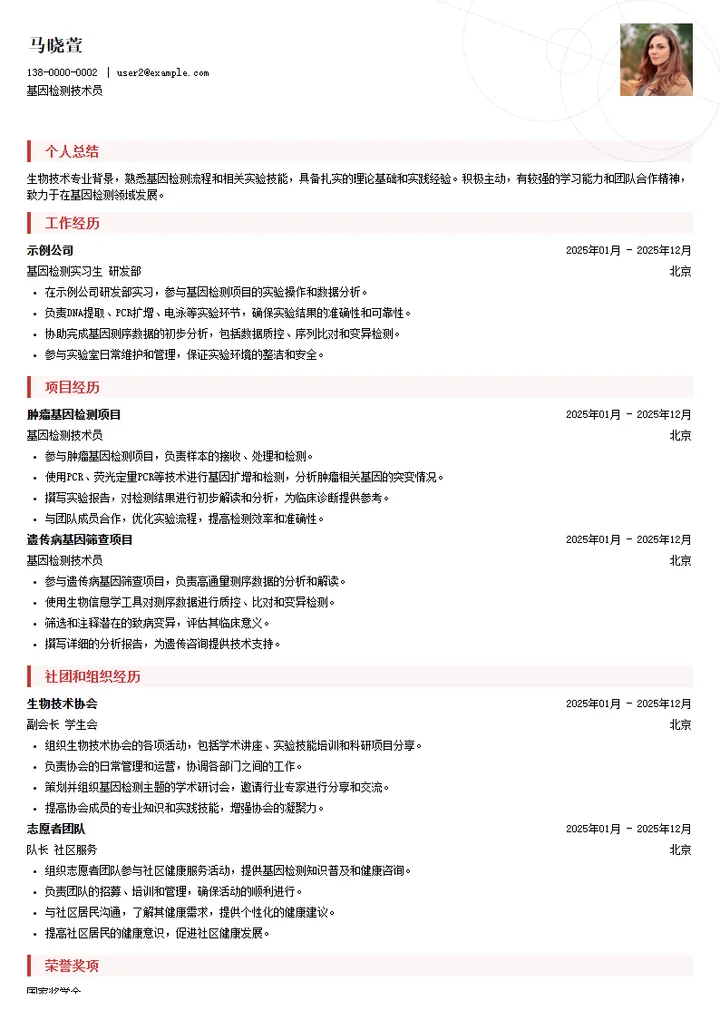 马晓萱
138-0000-0002 | user2@example.com
基因检测技术员
个人总结
生物技术专业背景，熟悉基因检测流程和相关实验技能，具备扎实的理论基础和实践经验。积极主动，有较强的学习能力和团队合作精神，
致力于在基因检测领域发展。
工作经历
示例公司 2025年01月 - 2025年12月
基因检测实习生 研发部 北京
• 在示例公司研发部实习，参与基因检测项目的实验操作和数据分析。
• 负责DNA提取、PCR扩增、电泳等实验环节，确保实验结果的准确性和可靠性。
• 协助完成基因测序数据的初步分析，包括数据质控、序列比对和变异检测。
• 参与实验室日常维护和管理，保证实验环境的整洁和安全。
项目经历
肿瘤基因检测项目 2025年01月 - 2025年12月
基因检测技术员 北京
• 参与肿瘤基因检测项目，负责样本的接收、处理和检测。
• 使用PCR、荧光定量PCR等技术进行基因扩增和检测，分析肿瘤相关基因的突变情况。
• 撰写实验报告，对检测结果进行初步解读和分析，为临床诊断提供参考。
• 与团队成员合作，优化实验流程，提高检测效率和准确性。
遗传病基因筛查项目 2025年01月 - 2025年12月
基因检测技术员 北京
• 参与遗传病基因筛查项目，负责高通量测序数据的分析和解读。
• 使用生物信息学工具对测序数据进行质控、比对和变异检测。
• 筛选和注释潜在的致病变异，评估其临床意义。
• 撰写详细的分析报告，为遗传咨询提供技术支持。
社团和组织经历
生物技术协会 2025年01月 - 2025年12月
副会长 学生会 北京
• 组织生物技术协会的各项活动，包括学术讲座、实验技能培训和科研项目分享。
• 负责协会的日常管理和运营，协调各部门之间的工作。
• 策划并组织基因检测主题的学术研讨会，邀请行业专家进行分享和交流。
• 提高协会成员的专业知识和实践技能，增强协会的凝聚力。
志愿者团队 2025年01月 - 2025年12月
队长 社区服务 北京
• 组织志愿者团队参与社区健康服务活动，提供基因检测知识普及和健康咨询。
• 负责团队的招募、培训和管理，确保活动的顺利进行。
• 与社区居民沟通，了解其健康需求，提供个性化的健康建议。
• 提高社区居民的健康意识，促进社区健康发展。
荣誉奖项
国家奖学金